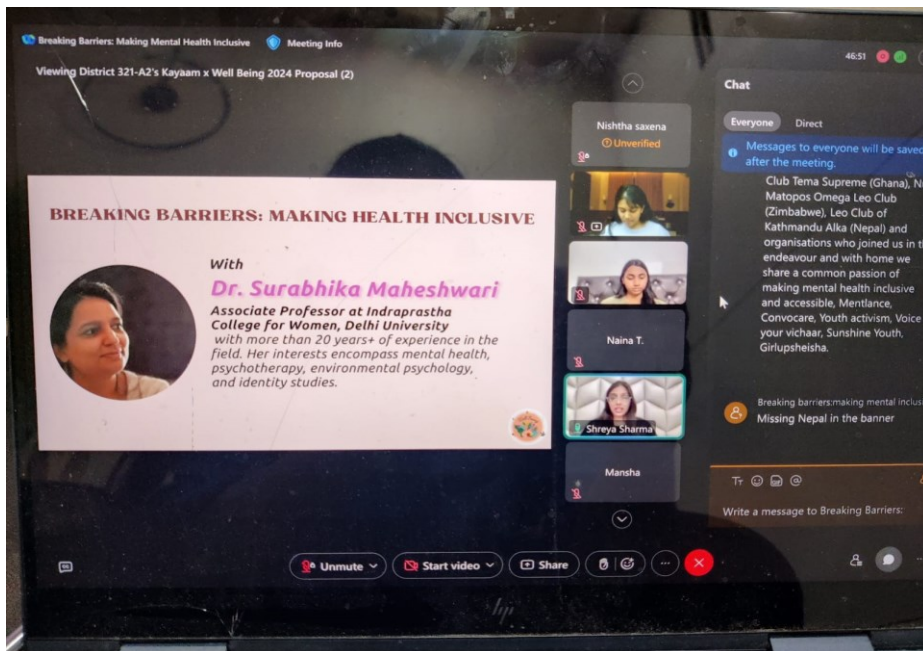 Breaking Barriers: Making Mental Health Inclusive
Meeting Info
46:51
Viewing District 321-A2's Kayaam x Well Being 2024 Proposal (2)
BREAKING BARRIERS: MAKING HEALTH INCLUSIVE
With
Dr. Surabhika Maheshwari
Associate Professor at Indraprastha
College for Women, Delhi University
with more than 20 years+ of experience in the
field. Her interests encompass mental health,
psychotherapy, environmental psychology,
and identity studies.
Nishtha saxena
Unverified
Naina T.
Shreya Sharma
Mansha
Chat
Everyone
Direct
Messages to everyone will be saved
after the meeting.
Club Tema Supreme (Ghana),
Matopos Omega Leo Club
(Zimbabwe), Leo Club of
Kathmandu Alka (Nepal) and
organisations who joined us in
endeavour and with home we
share a common passion of
making mental health inclusive
and accessible, Mentlance,
Convocare, Youth activism, Voice
your vichaar, Sunshine Youth,
Girlupsheisha.
Breaking barriers:making mental
Missing Nepal in the banner
Write a message to Breaking Barriers:
Unmute
Start video
Share
hp